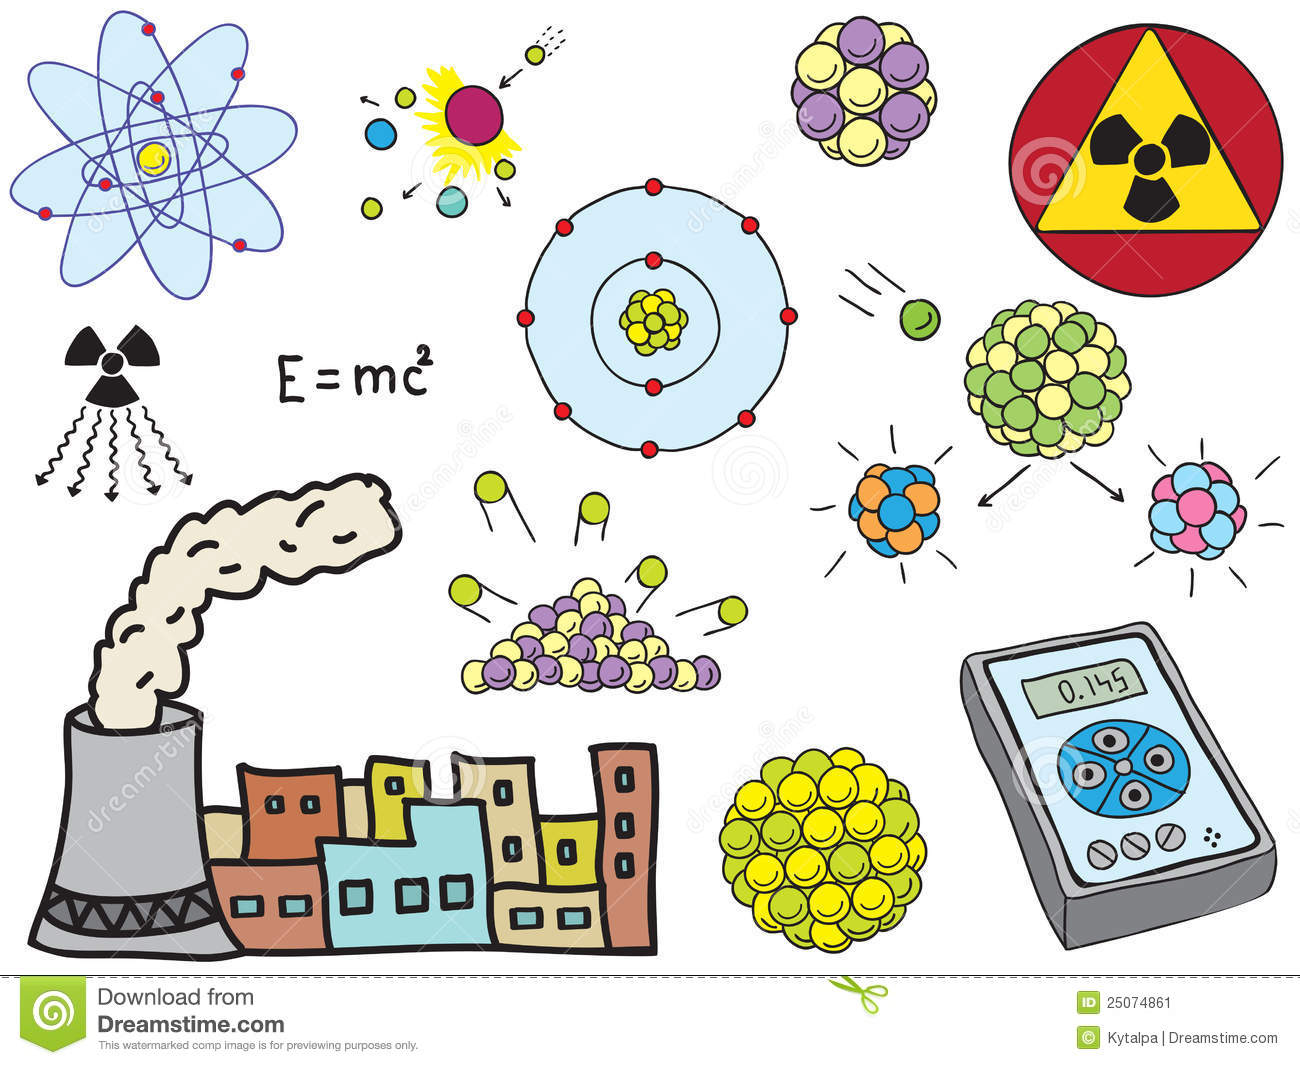 E = mc²
0.145
Download from
Dreamstime.com
This watermarked comp image is for previewing purposes only.
ID 25074861
© Kytalpa | Dreamstime.com
dreamstime